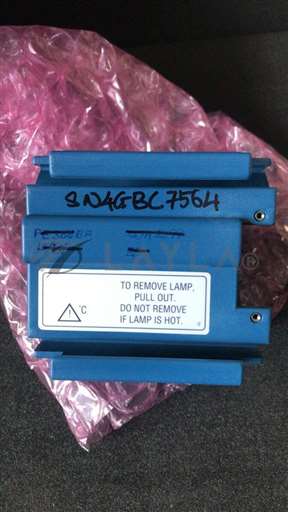 SN4GBC7564
LAYLA
TO REMOVE LAMP.
PULL OUT.
DO NOT REMOVE
IF LAMP IS HOT.
! °C